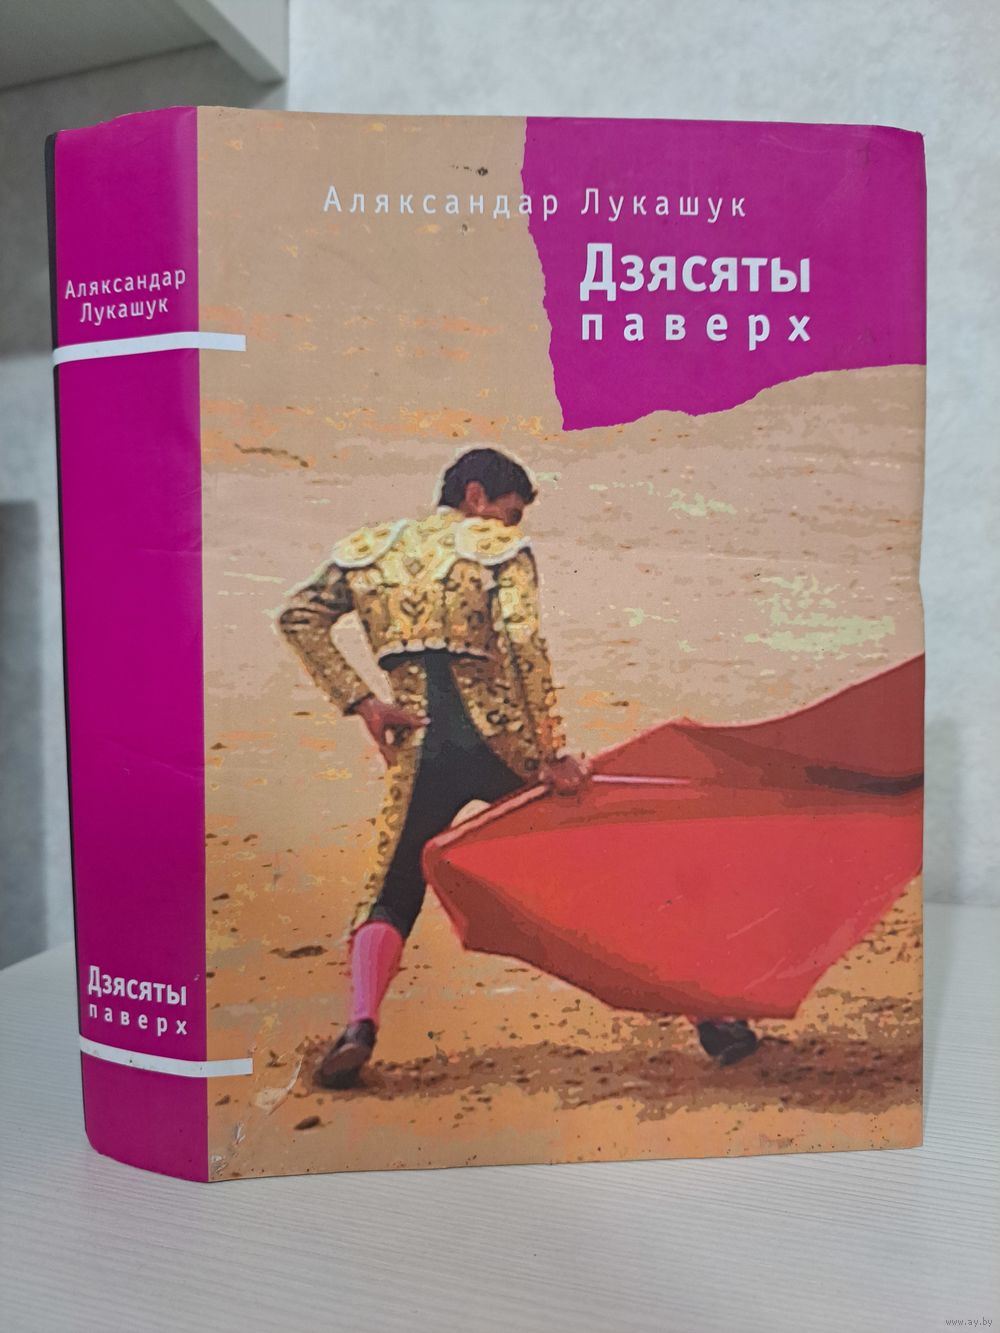 Аляксандар Лукашук
Дзясяты
паверх
Аляксандар
Лукашук
Дзясяты
паверх
www.ay.by